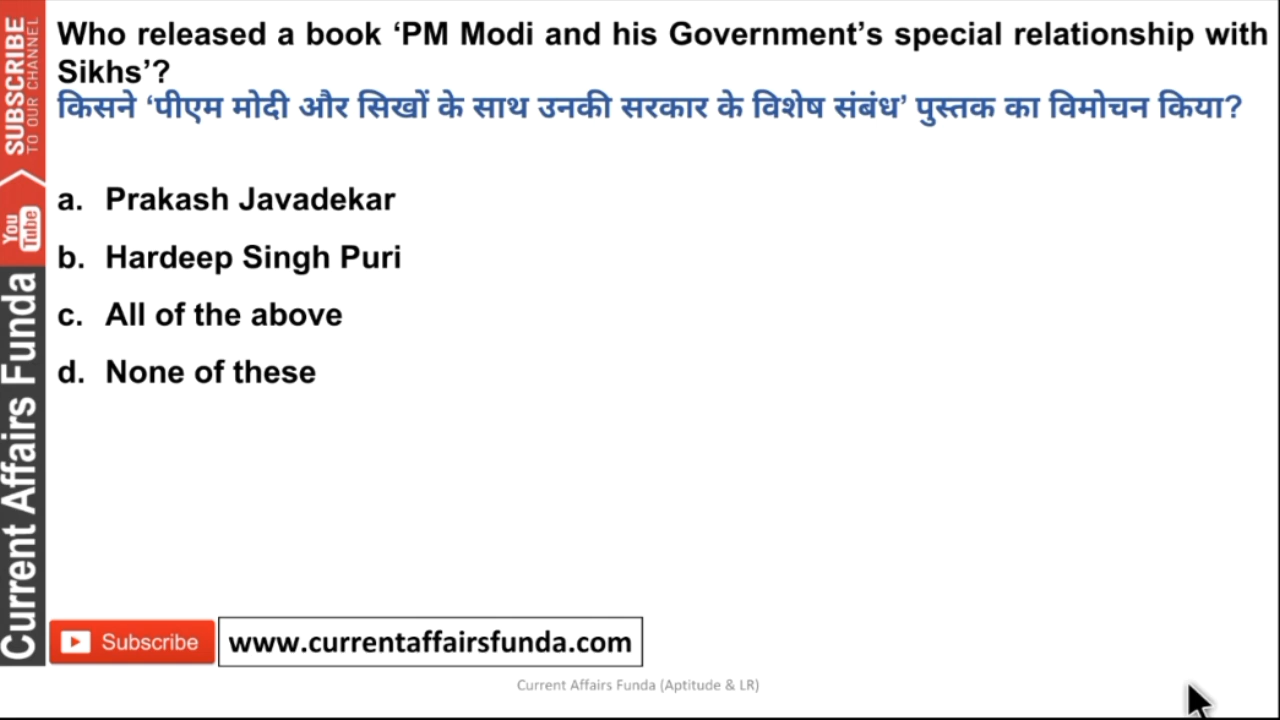 Who released a book ‘PM Modi and his Government’s special relationship with
Sikhs’?
किसने ‘पीएम मोदी और सिखों के साथ उनकी सरकार के विशेष संबंध’ पुस्तक का विमोचन किया?
a. Prakash Javadekar
b. Hardeep Singh Puri
c. All of the above
d. None of these
SUBSCRIBE
TO OUR CHANNEL
You
Tube
Current Affairs Funda
Subscribe
www.currentaffairsfunda.com
Current Affairs Funda (Aptitude & LR)